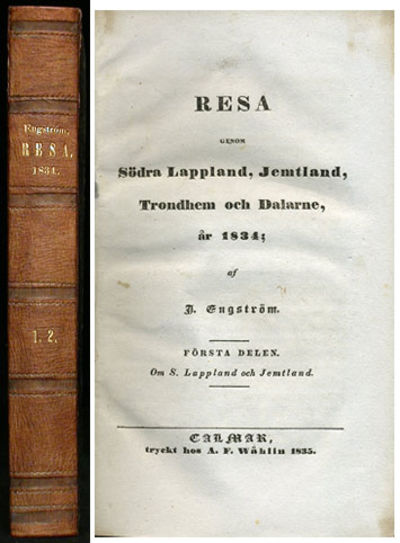 Engström,
RESA.
1834.
1. 2.
RESA
GENOM
Södra Lappland, Jemtland,
Trondhem och Dalarne,
år 1834;
af
J. Engström.
FÖRSTA DELEN.
Om S. Lappland och Jemtland.
CALMAR,
tryckt hos A. F. Wåhlin 1835.